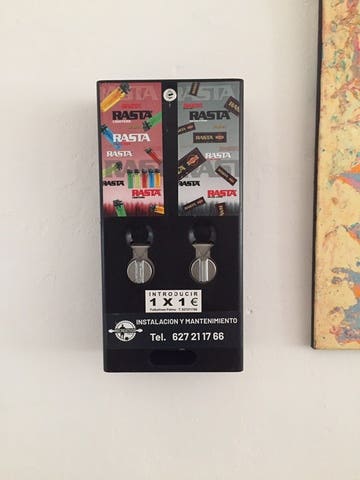 RASTA
RASTA
RASTA
RASTA
RASTA
RASTA
RASTA
RASTA
RASTA
RASTA
INTRODUCIR
1 X 1 €
INSTALACION Y MANTENIMIENTO
Tel. 627 21 17 66